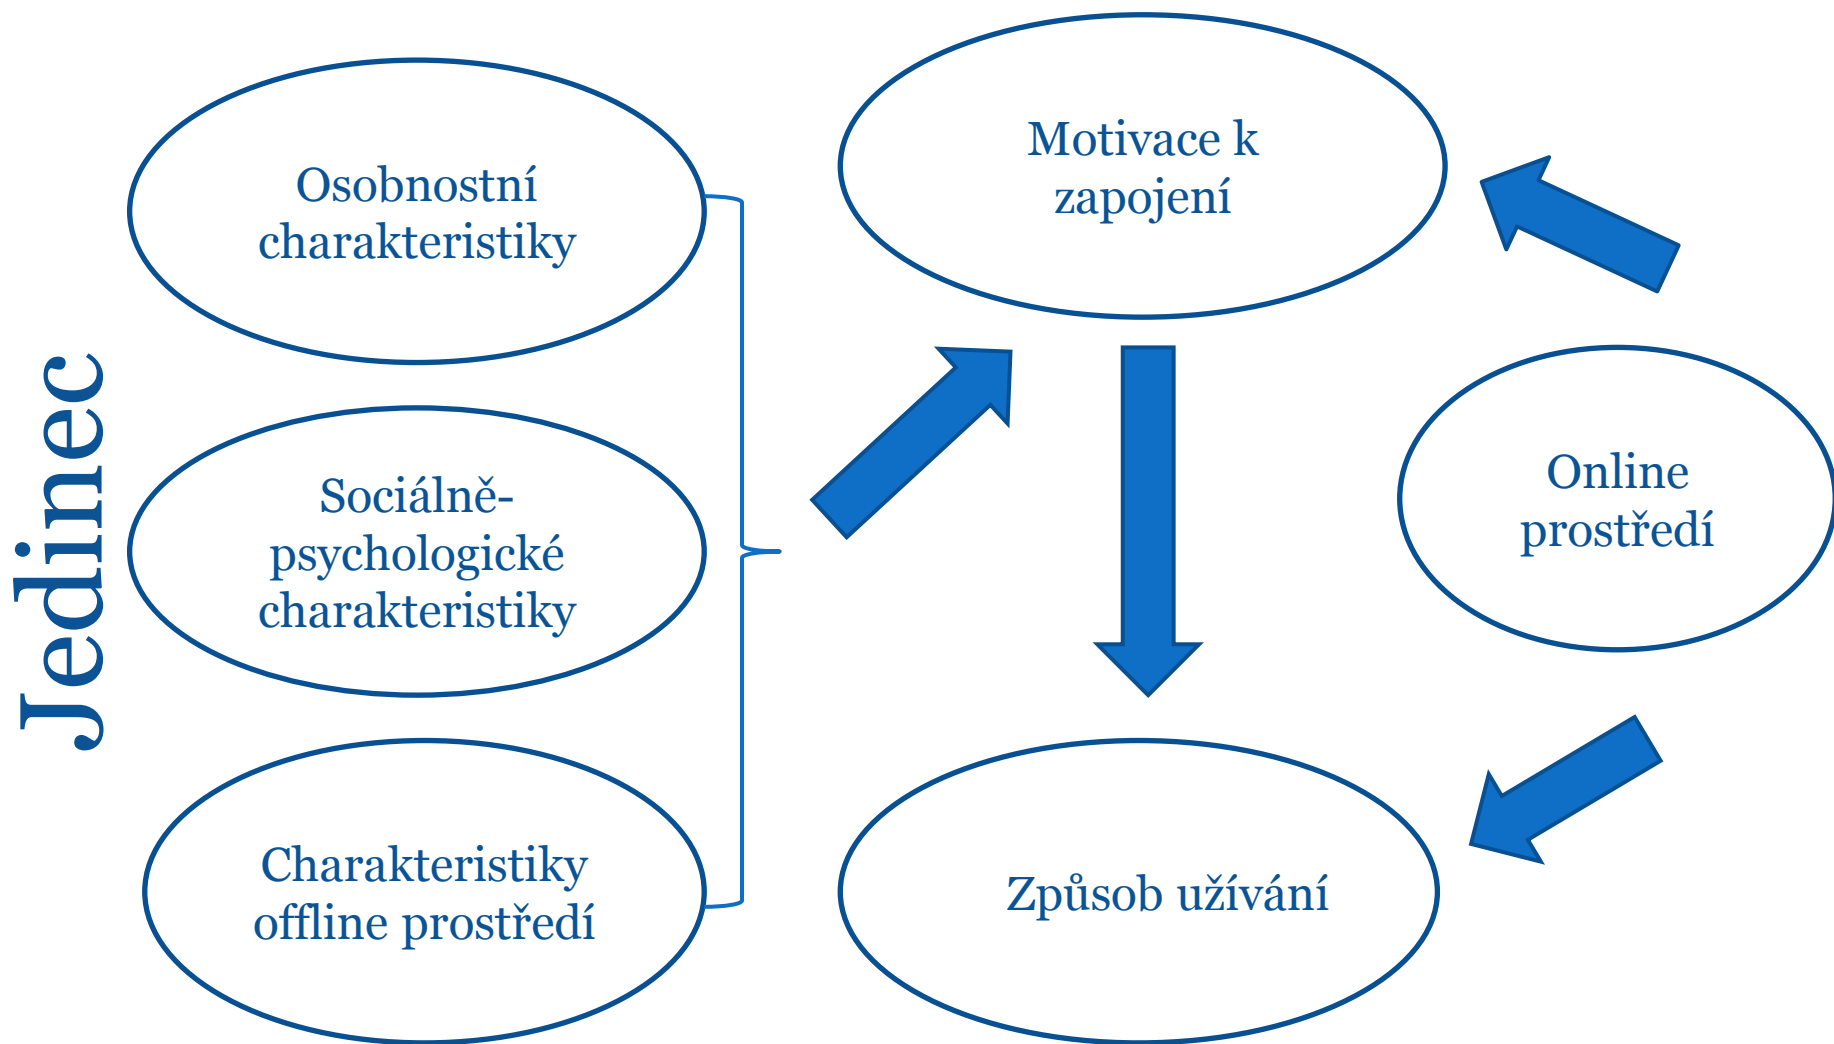 Jedinec
Osobnostní
charakteristiky
Sociálně-
psychologické
charakteristiky
Charakteristiky
offline prostředí
Motivace k
zapojení
Způsob užívání
Online
prostředí